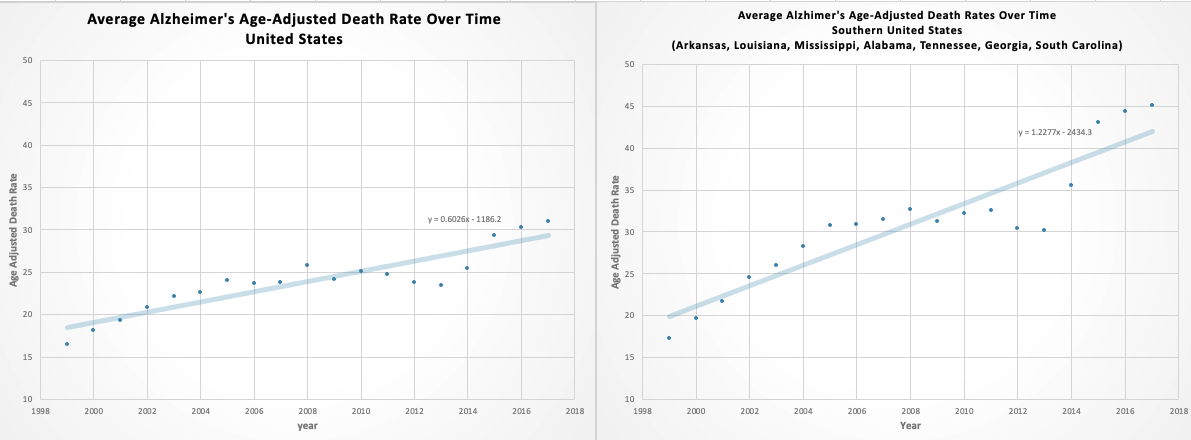 Average Alzheimer's Age-Adjusted Death Rate Over Time
United States
50
45
40
35
30
25
20
15
10
Age Adjusted Death Rate
y = 0.6026x - 1186.2
1998 2000 2002 2004 2006 2008 2010 2012 2014 2016 2018
year
Average Alzhimer's Age-Adjusted Death Rates Over Time
Southern United States
(Arkansas, Louisiana, Mississippi, Alabama, Tennessee, Georgia, South Carolina)
50
45
40
35
30
25
20
15
10
Age Adjusted Death Rate
y = 1.2277x - 2434.3
1998 2000 2002 2004 2006 2008 2010 2012 2014 2016 2018
Year